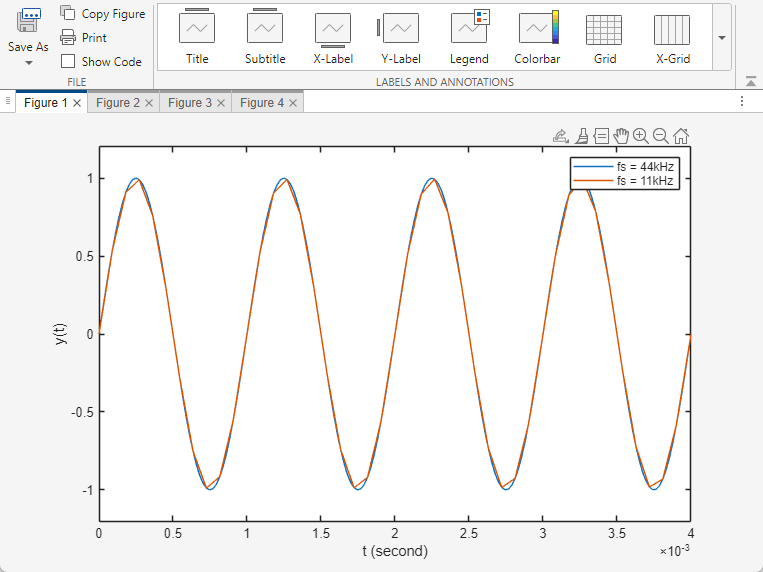 Save As
Copy Figure
Print
Show Code
FILE
Title
Subtitle
X-Label
Y-Label
Legend
Colorbar
Grid
X-Grid
LABELS AND ANNOTATIONS
Figure 1 ×
Figure 2 ×
Figure 3 ×
Figure 4 ×
fs = 44kHz
fs = 11kHz
1
0.5
0
-0.5
-1
y(t)
0 0.5 1 1.5 2 2.5 3 3.5 4
t (second)
×10-3